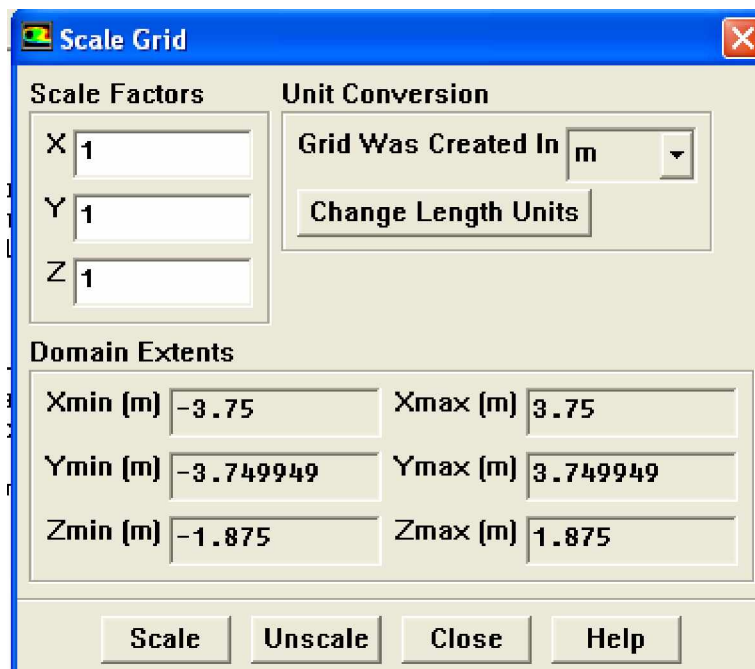 Scale Grid
Scale Factors
Unit Conversion
X 1
Grid Was Created In m
Y 1
Change Length Units
Z 1
Domain Extents
Xmin (m) -3.75 Xmax (m) 3.75
Ymin (m) -3.749949 Ymax (m) 3.749949
Zmin (m) -1.875 Zmax (m) 1.875
Scale Unscale Close Help